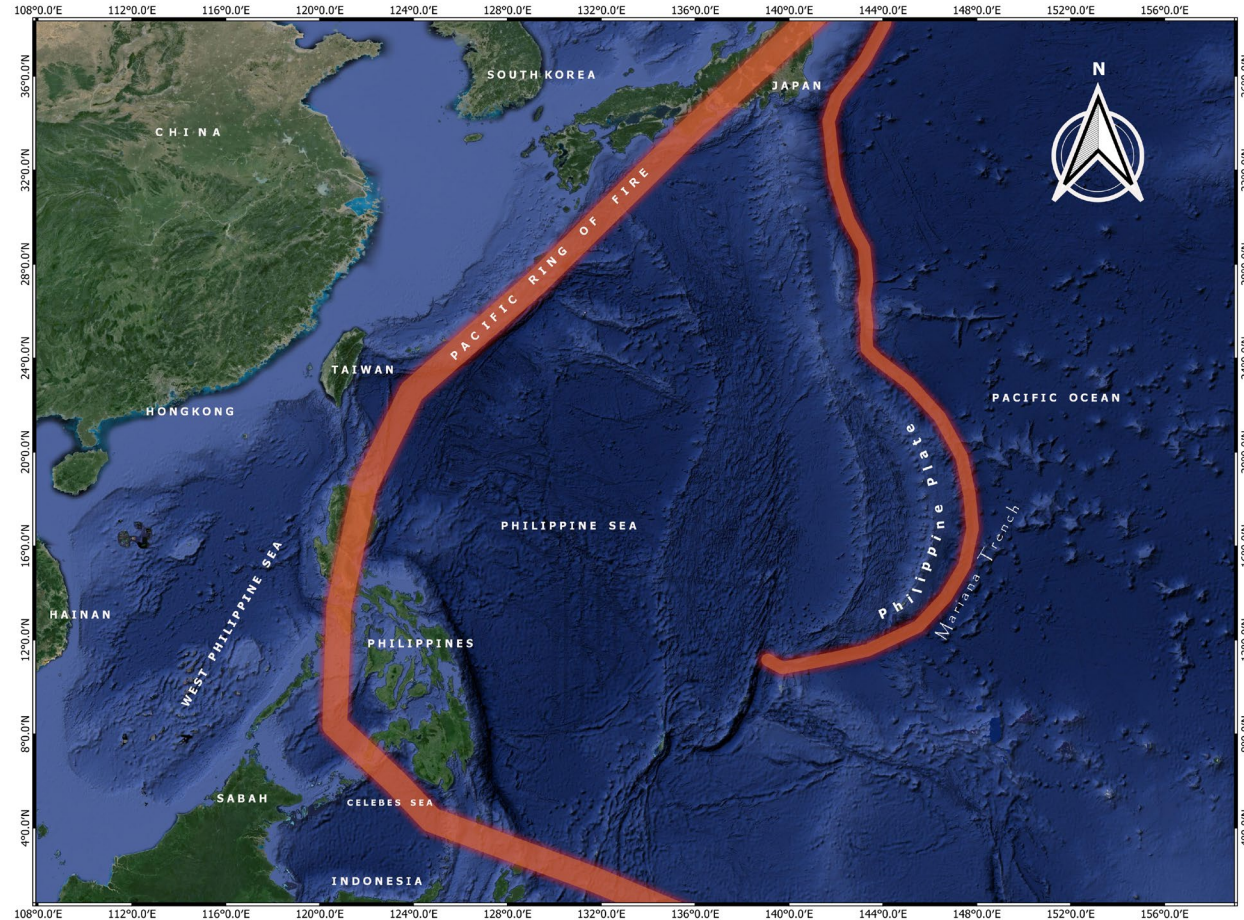 108°0.0'E 112°0.0'E 116°0.0'E 120°0.0'E 124°0.0'E 128°0.0'E 132°0.0'E 136°0.0'E 140°0.0'E 144°0.0'E 148°0.0'E 152°0.0'E 156°0.0'E
N
36°0.0'N
SOUTH KOREA
JAPAN
CHINA
32°0.0'N
PACIFIC RING OF FIRE
28°0.0'N
24°0.0'N
TAIWAN
PACIFIC OCEAN
HONGKONG
20°0.0'N
Philippine Plate
PHILIPPINE SEA
Mariana Trench
16°0.0'N
WEST PHILIPPINE SEA
HAINAN
12°0.0'N
PHILIPPINES
8°0.0'N
SABAH
CELEBES SEA
4°0.0'N
INDONESIA
108°0.0'E 112°0.0'E 116°0.0'E 120°0.0'E 124°0.0'E 128°0.0'E 132°0.0'E 136°0.0'E 140°0.0'E 144°0.0'E 148°0.0'E 152°0.0'E 156°0.0'E